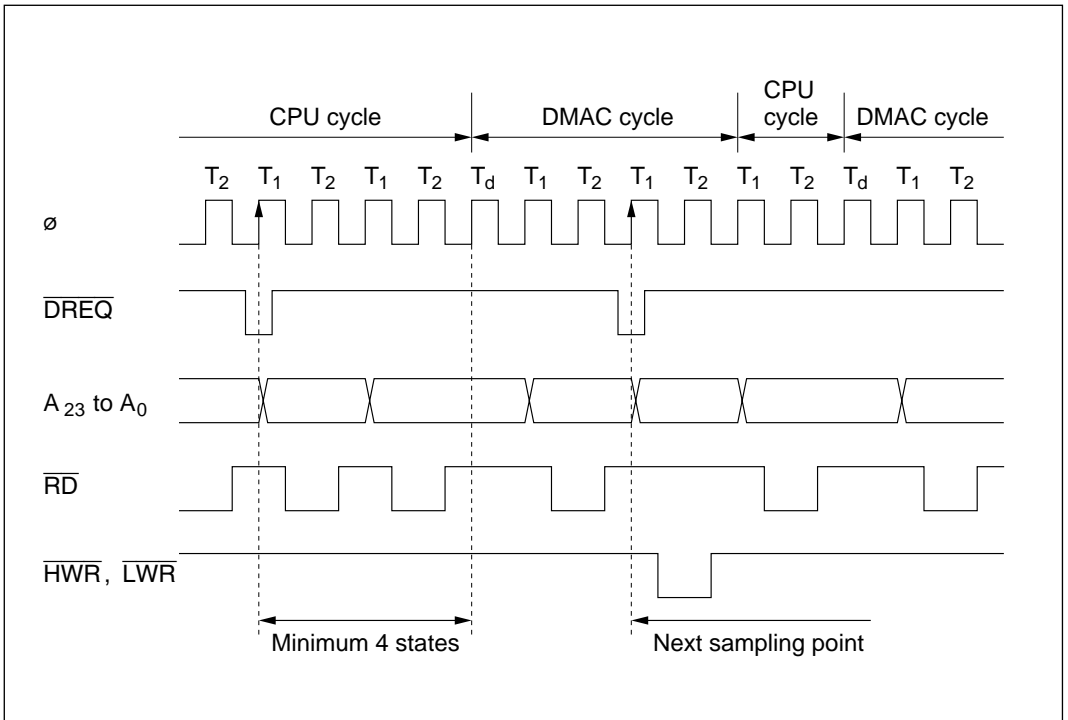 CPU cycle DMAC cycle CPU cycle DMAC cycle
T2 T1 T2 T1 T2 Td T1 T2 T1 T2 T1 T2 Td T1 T2
ø
DREQ
A23 to A0
RD
HWR, LWR
Minimum 4 states Next sampling point